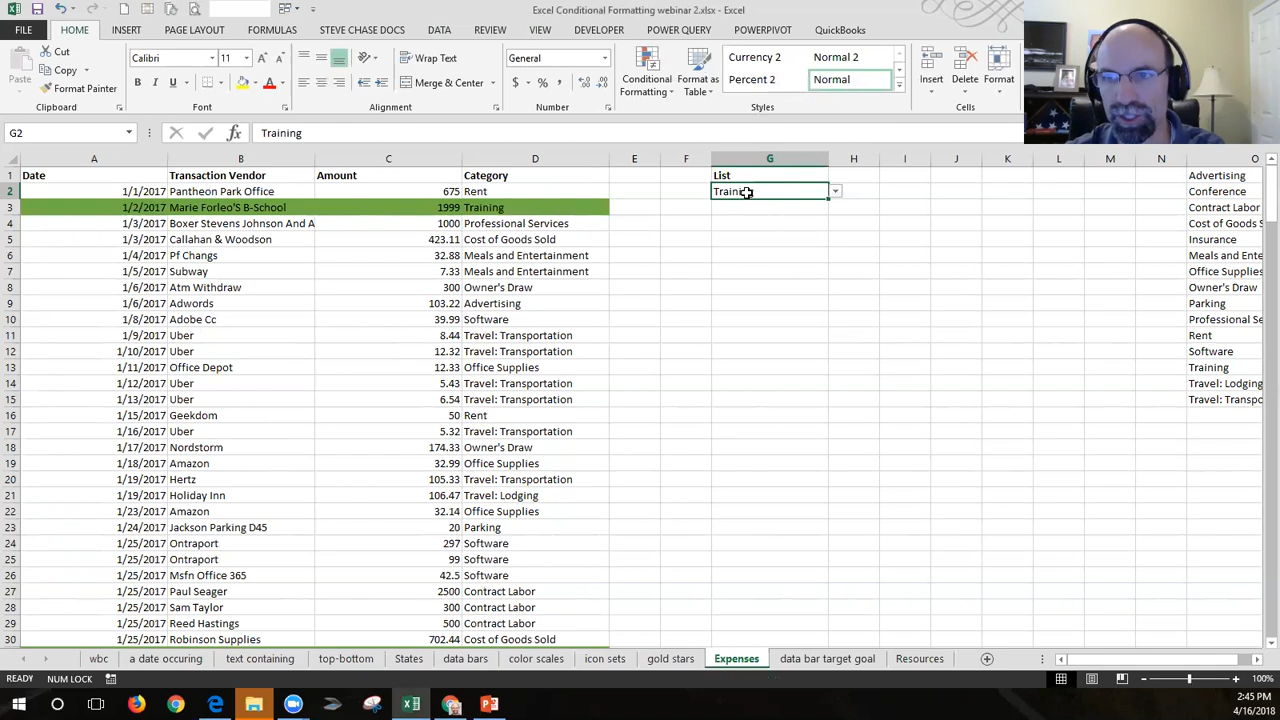 Excel Conditional Formatting webinar 2.xlsx - Excel
FILE HOME INSERT PAGE LAYOUT FORMULAS STEVE CHASE DOCS DATA REVIEW VIEW DEVELOPER POWER QUERY POWERPIVOT QuickBooks
Paste Cut Copy Format Painter
Calibri 11
B I U
Wrap Text
Merge & Center
General
$ % ,
Conditional Formatting
Format as Table
Currency 2 Normal 2
Percent 2 Normal
Insert Delete Format
Clipboard Font Alignment Number Styles Cells
G2 fx Training
A B C D E F G H I J K L M N O
1 Date Transaction Vendor Amount Category List Advertising
2 1/1/2017 Pantheon Park Office 675 Rent Conference
3 1/2/2017 Marie Forleo'S B-School 1999 Training Contract Labor
4 1/3/2017 Boxer Stevens Johnson And A 1000 Professional Services Cost of Goods S
5 1/3/2017 Callahan & Woodson 423.11 Cost of Goods Sold Insurance
6 1/4/2017 Pf Changs 32.88 Meals and Entertainment Meals and Ente
7 1/5/2017 Subway 7.33 Meals and Entertainment Office Supplies
8 1/6/2017 Atm Withdraw 300 Owner's Draw Owner's Draw
9 1/6/2017 Adwords 103.22 Advertising Parking
10 1/8/2017 Adobe Cc 39.99 Software Professional Se
11 1/9/2017 Uber 8.44 Travel: Transportation Rent
12 1/10/2017 Uber 12.32 Travel: Transportation Software
13 1/11/2017 Office Depot 12.33 Office Supplies Training
14 1/12/2017 Uber 5.43 Travel: Transportation Travel: Lodging
15 1/13/2017 Uber 6.54 Travel: Transportation Travel: Transpo
16 1/15/2017 Geekdom 50 Rent
17 1/16/2017 Uber 5.32 Travel: Transportation
18 1/17/2017 Nordstorm 174.33 Owner's Draw
19 1/18/2017 Amazon 32.99 Office Supplies
20 1/19/2017 Hertz 105.33 Travel: Transportation
21 1/19/2017 Holiday Inn 106.47 Travel: Lodging
22 1/23/2017 Amazon 32.14 Office Supplies
23 1/24/2017 Jackson Parking D45 20 Parking
24 1/25/2017 Ontraport 297 Software
25 1/25/2017 Ontraport 99 Software
26 1/25/2017 Msfn Office 365 42.5 Software
27 1/25/2017 Paul Seager 2500 Contract Labor
28 1/25/2017 Sam Taylor 300 Contract Labor
29 1/25/2017 Reed Hastings 500 Contract Labor
30 1/25/2017 Robinson Supplies 702.44 Cost of Goods Sold
wbc a date occuring text containing top-bottom States data bars color scales icon sets gold stars Expenses data bar target goal Resources
READY NUM LOCK 100%
2:45 PM
4/16/2018